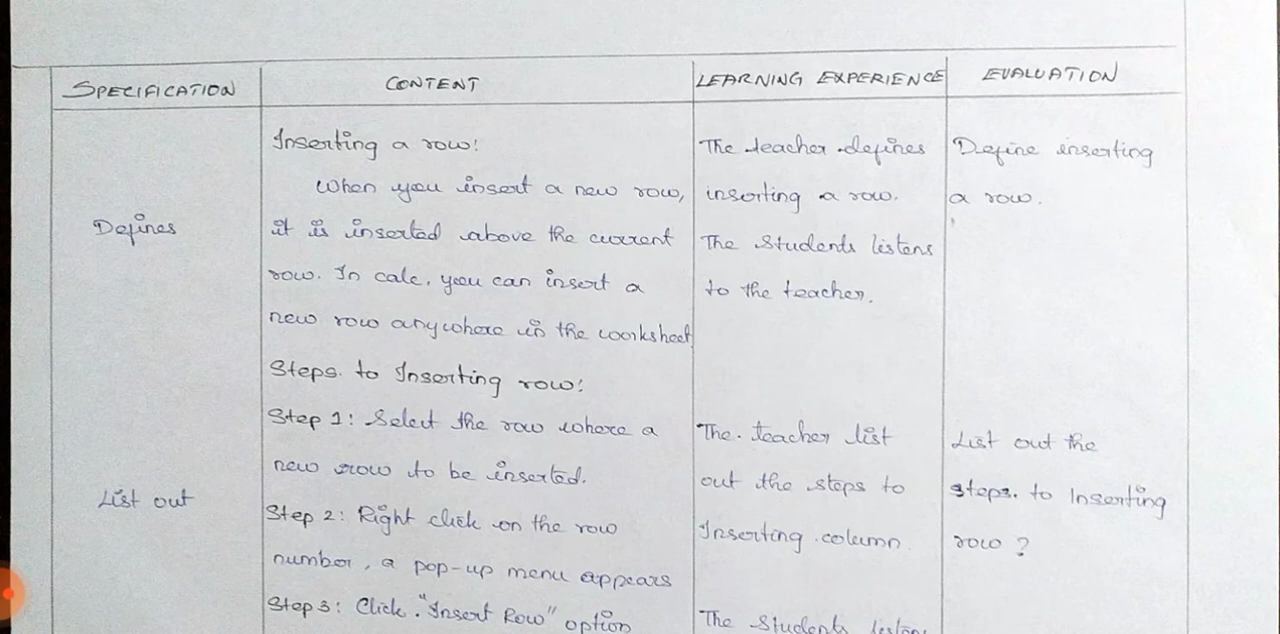 SPECIFICATION
CONTENT
LEARNING EXPERIENCE
EVALUATION
Defines
Inserting a row:
When you insert a new row,
it is inserted above the current
row. In calc, you can insert a
new row anywhere in the worksheet
The teacher defines
inserting a row.
The Students listens
to the teacher.
Define inserting
a row.
List out
Steps. to Inserting row:
Step 1: Select the row where a
new row to be inserted.
Step 2: Right click on the row
number, a pop-up menu appears
Step 3: Click "Insert Row" option
The teacher list
out the steps to
Inserting column.
The Students listens
List out the
steps. to Inserting
row?